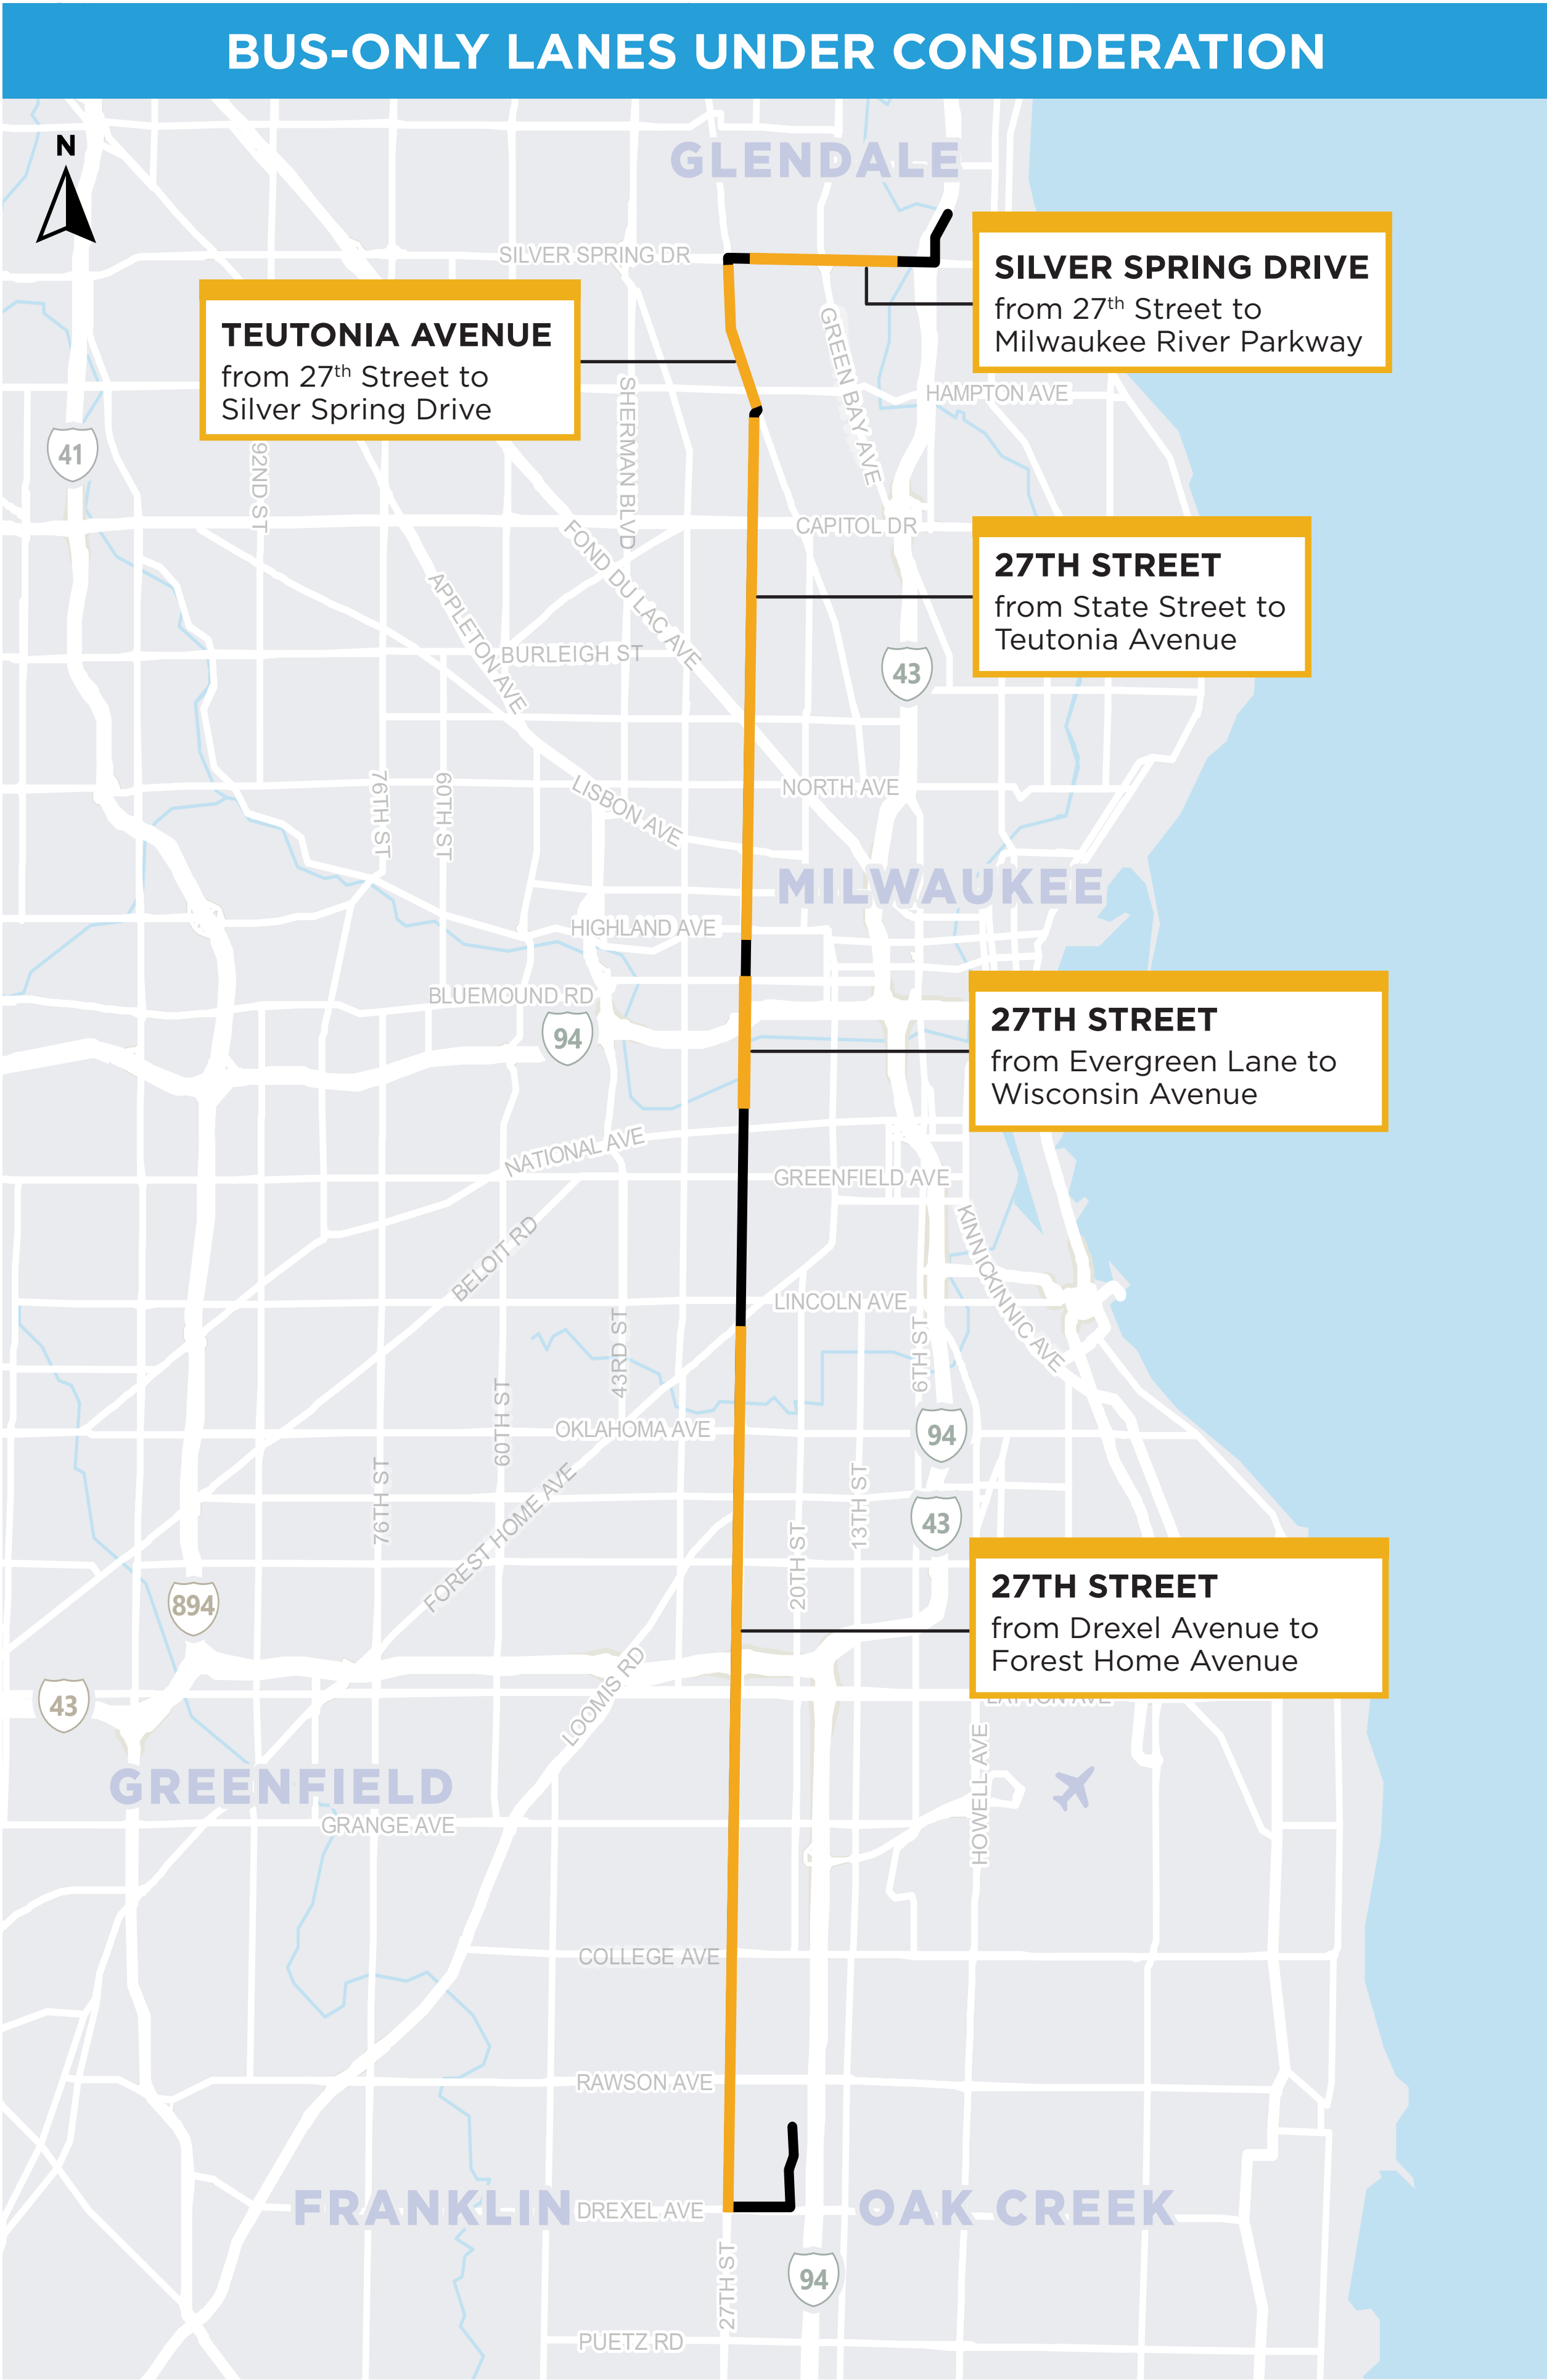 BUS-ONLY LANES UNDER CONSIDERATION
N
GLENDALE
SILVER SPRING DR
SILVER SPRING DRIVE
from 27th Street to
Milwaukee River Parkway
TEUTONIA AVENUE
from 27th Street to
Silver Spring Drive
GREEN BAY AVE
HAMPTON AVE
SHERMAN BLVD
41
92ND ST
CAPITOL DR
FOND DU LAC AVE
27TH STREET
from State Street to
Teutonia Avenue
APPLETON AVE
BURLEIGH ST
43
76TH ST
60TH ST
LISBON AVE
NORTH AVE
MILWAUKEE
HIGHLAND AVE
BLUEMOUND RD
94
27TH STREET
from Evergreen Lane to
Wisconsin Avenue
NATIONAL AVE
GREENFIELD AVE
BELOIT RD
KINNICKINNIC AVE
LINCOLN AVE
43RD ST
6TH ST
60TH ST
OKLAHOMA AVE
94
76TH ST
FOREST HOME AVE
13TH ST
43
20TH ST
27TH STREET
from Drexel Avenue to
Forest Home Avenue
894
LOOMIS RD
43
LAYTON AVE
HOWELL AVE
GREENFIELD
GRANGE AVE
COLLEGE AVE
RAWSON AVE
FRANKLIN
DREXEL AVE
OAK CREEK
27TH ST
94
PUETZ RD